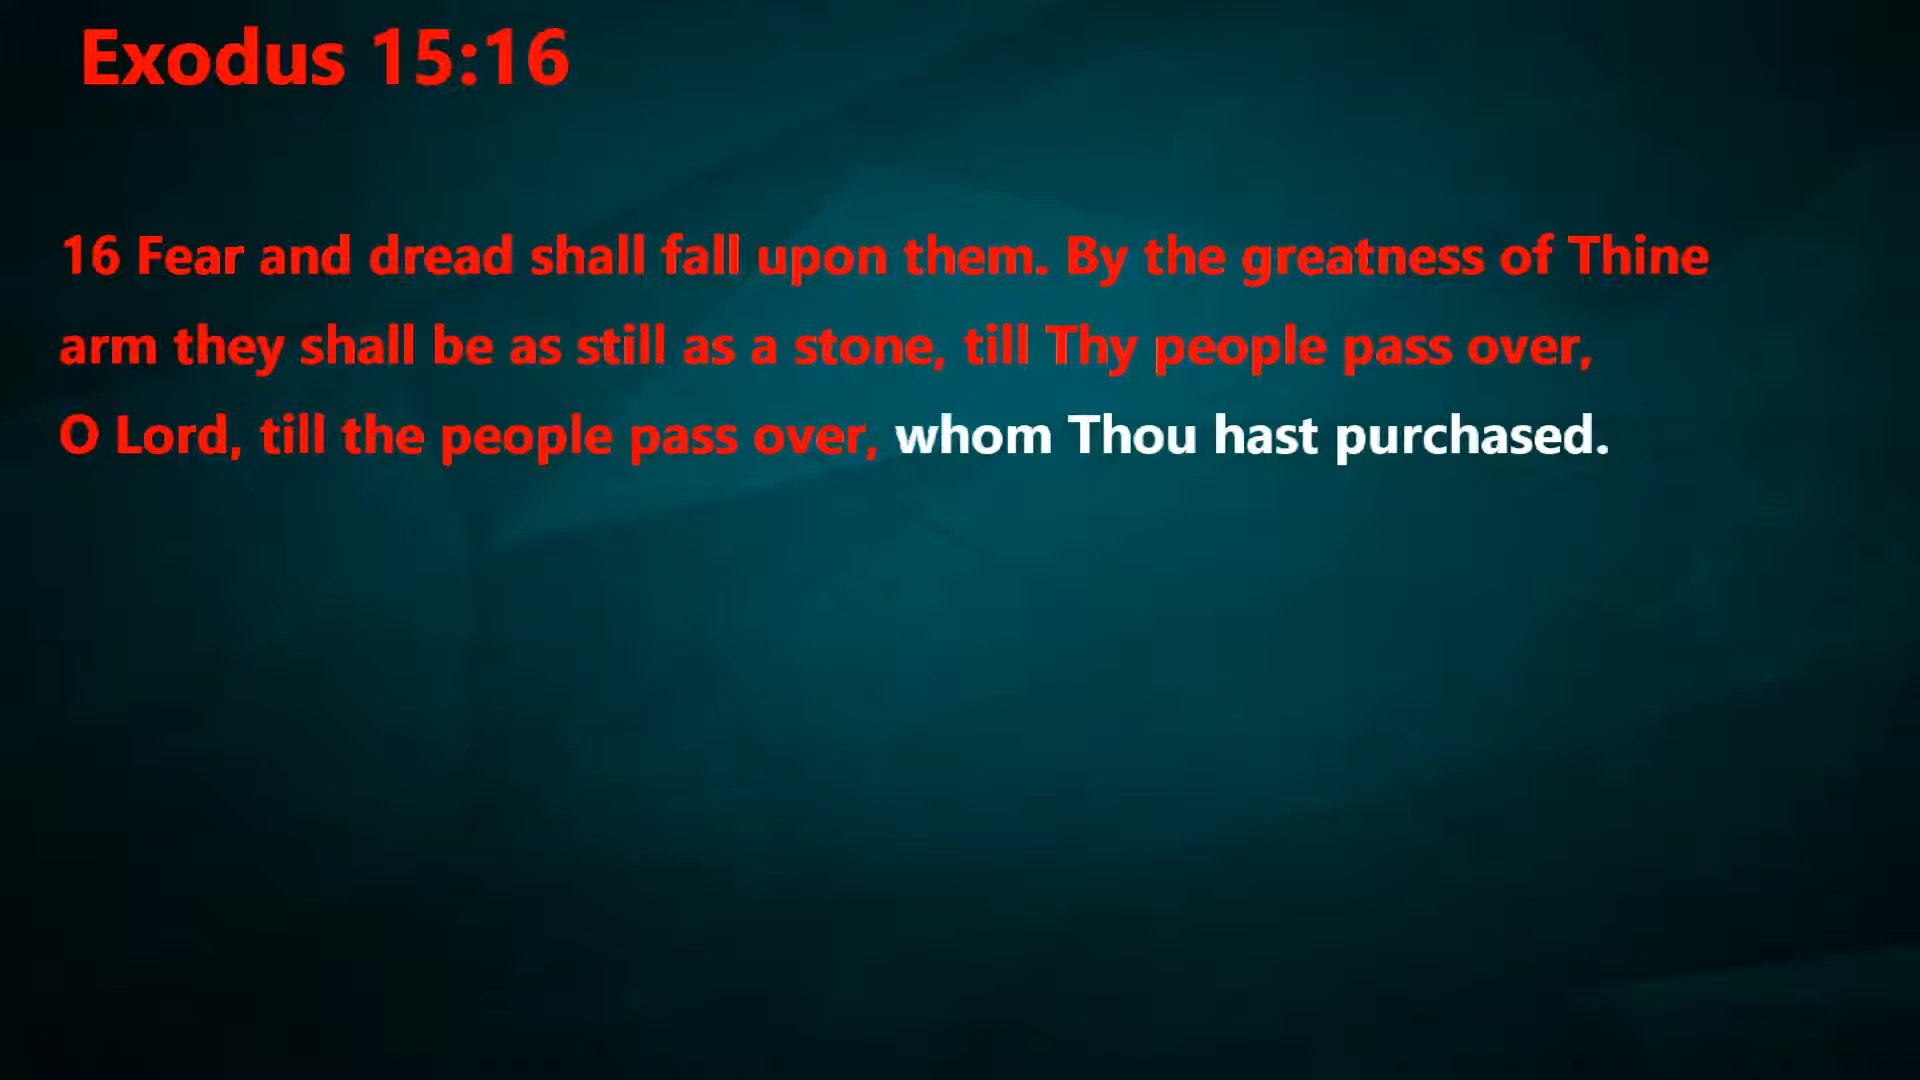 Exodus 15:16
16 Fear and dread shall fall upon them. By the greatness of Thine
arm they shall be as still as a stone, till Thy people pass over,
O Lord, till the people pass over, whom Thou hast purchased.